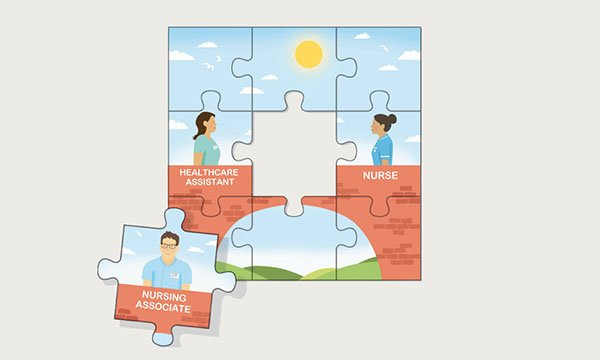 HEALTHCARE
ASSISTANT
NURSE
NURSING
ASSOCIATE